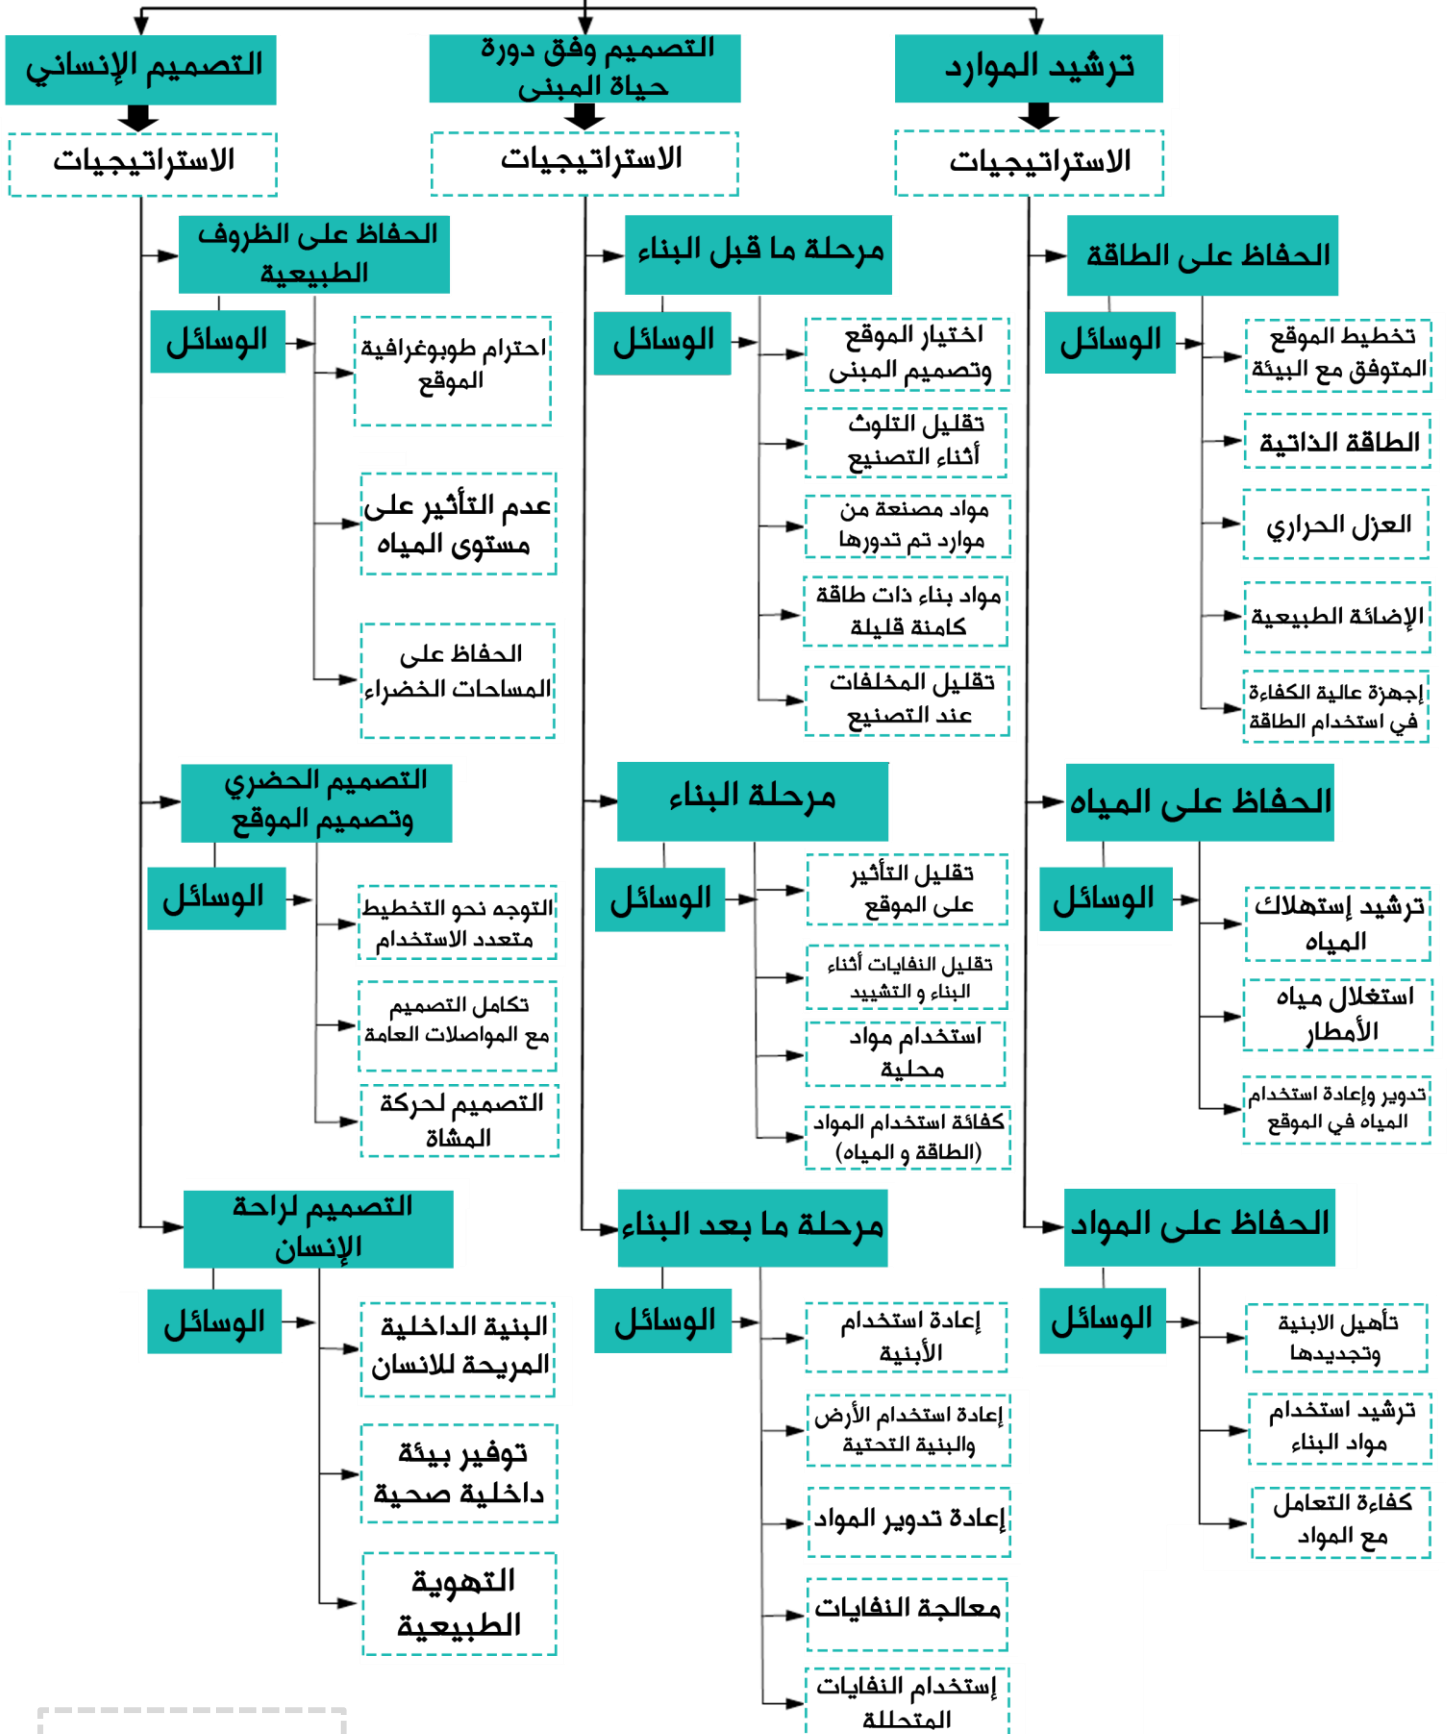 ترشيد الموارد
الاستراتيجيات
الحفاظ على الطاقة
الوسائل
تخطيط الموقع
المتوفق مع البيئة
الطاقة الذاتية
العزل الحراري
الإضائة الطبيعية
إجهزة عالية الكفاءة
في استخدام الطاقة
الحفاظ على المياه
الوسائل
ترشيد إستهلاك
المياه
استغلال مياه
الأمطار
تدوير وإعادة استخدام
المياه في الموقع
الحفاظ على المواد
الوسائل
تأهيل الابنية
وتجديدها
ترشيد استخدام
مواد البناء
كفاءة التعامل
مع المواد
التصميم وفق دورة
حياة المبنى
الاستراتيجيات
مرحلة ما قبل البناء
الوسائل
اختيار الموقع
وتصميم المبنى
تقليل التلوث
أثناء التصنيع
مواد مصنعة من
موارد تم تدورها
مواد بناء ذات طاقة
كامنة قليلة
تقليل المخلفات
عند التصنيع
مرحلة البناء
الوسائل
تقليل التأثير
على الموقع
تقليل النفايات أثناء
البناء و التشييد
استخدام مواد
محلية
كفائة استخدام المواد
(الطاقة و المياه)
مرحلة ما بعد البناء
الوسائل
إعادة استخدام
الأبنية
إعادة استخدام الأرض
والبنية التحتية
إعادة تدوير المواد
معالجة النفايات
إستخدام النفايات
المتحللة
التصميم الإنساني
الاستراتيجيات
الحفاظ على الظروف
الطبيعية
الوسائل
احترام طوبوغرافية
الموقع
عدم التأثير على
مستوى المياه
الحفاظ على
المساحات الخضراء
التصميم الحضري
وتصميم الموقع
الوسائل
التوجه نحو التخطيط
متعدد الاستخدام
تكامل التصميم
مع المواصلات العامة
التصميم لحركة
المشاة
التصميم لراحة
الإنسان
الوسائل
البنية الداخلية
المريحة للانسان
توفير بيئة
داخلية صحية
التهوية
الطبيعية